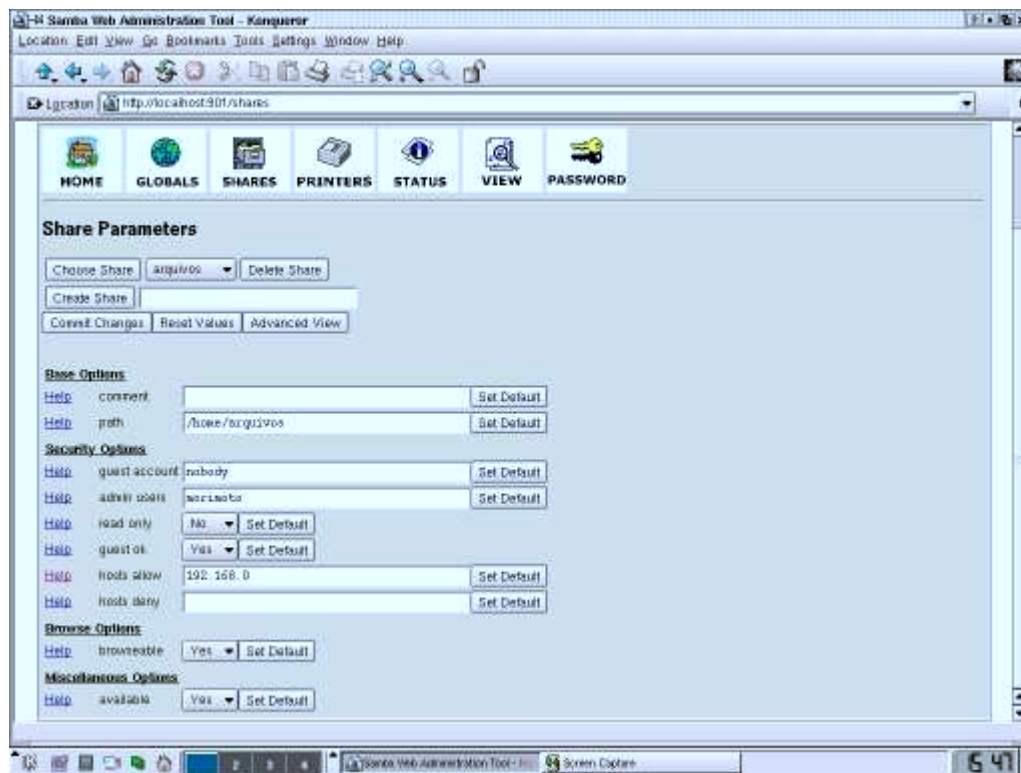 Samba Web Administration Tool - Konqueror
Location Edit View Go Bookmarks Tools Settings Window Help
Location http://localhost:901/shares
HOME GLOBALS SHARES PRINTERS STATUS VIEW PASSWORD
Share Parameters
Choose Share arquivos Delete Share
Create Share
Commit Changes Reset Values Advanced View
Base Options
Help comment Set Default
Help path /home/arquivos Set Default
Security Options
Help guest account nobody Set Default
Help admin users morimoto Set Default
Help read only No Set Default
Help guest ok Yes Set Default
Help hosts allow 192.168.0 Set Default
Help hosts deny Set Default
Browse Options
Help browseable Yes Set Default
Miscellaneous Options
Help available Yes Set Default
2 3 4 Samba Web Administration Tool - Screen Capture 5 47